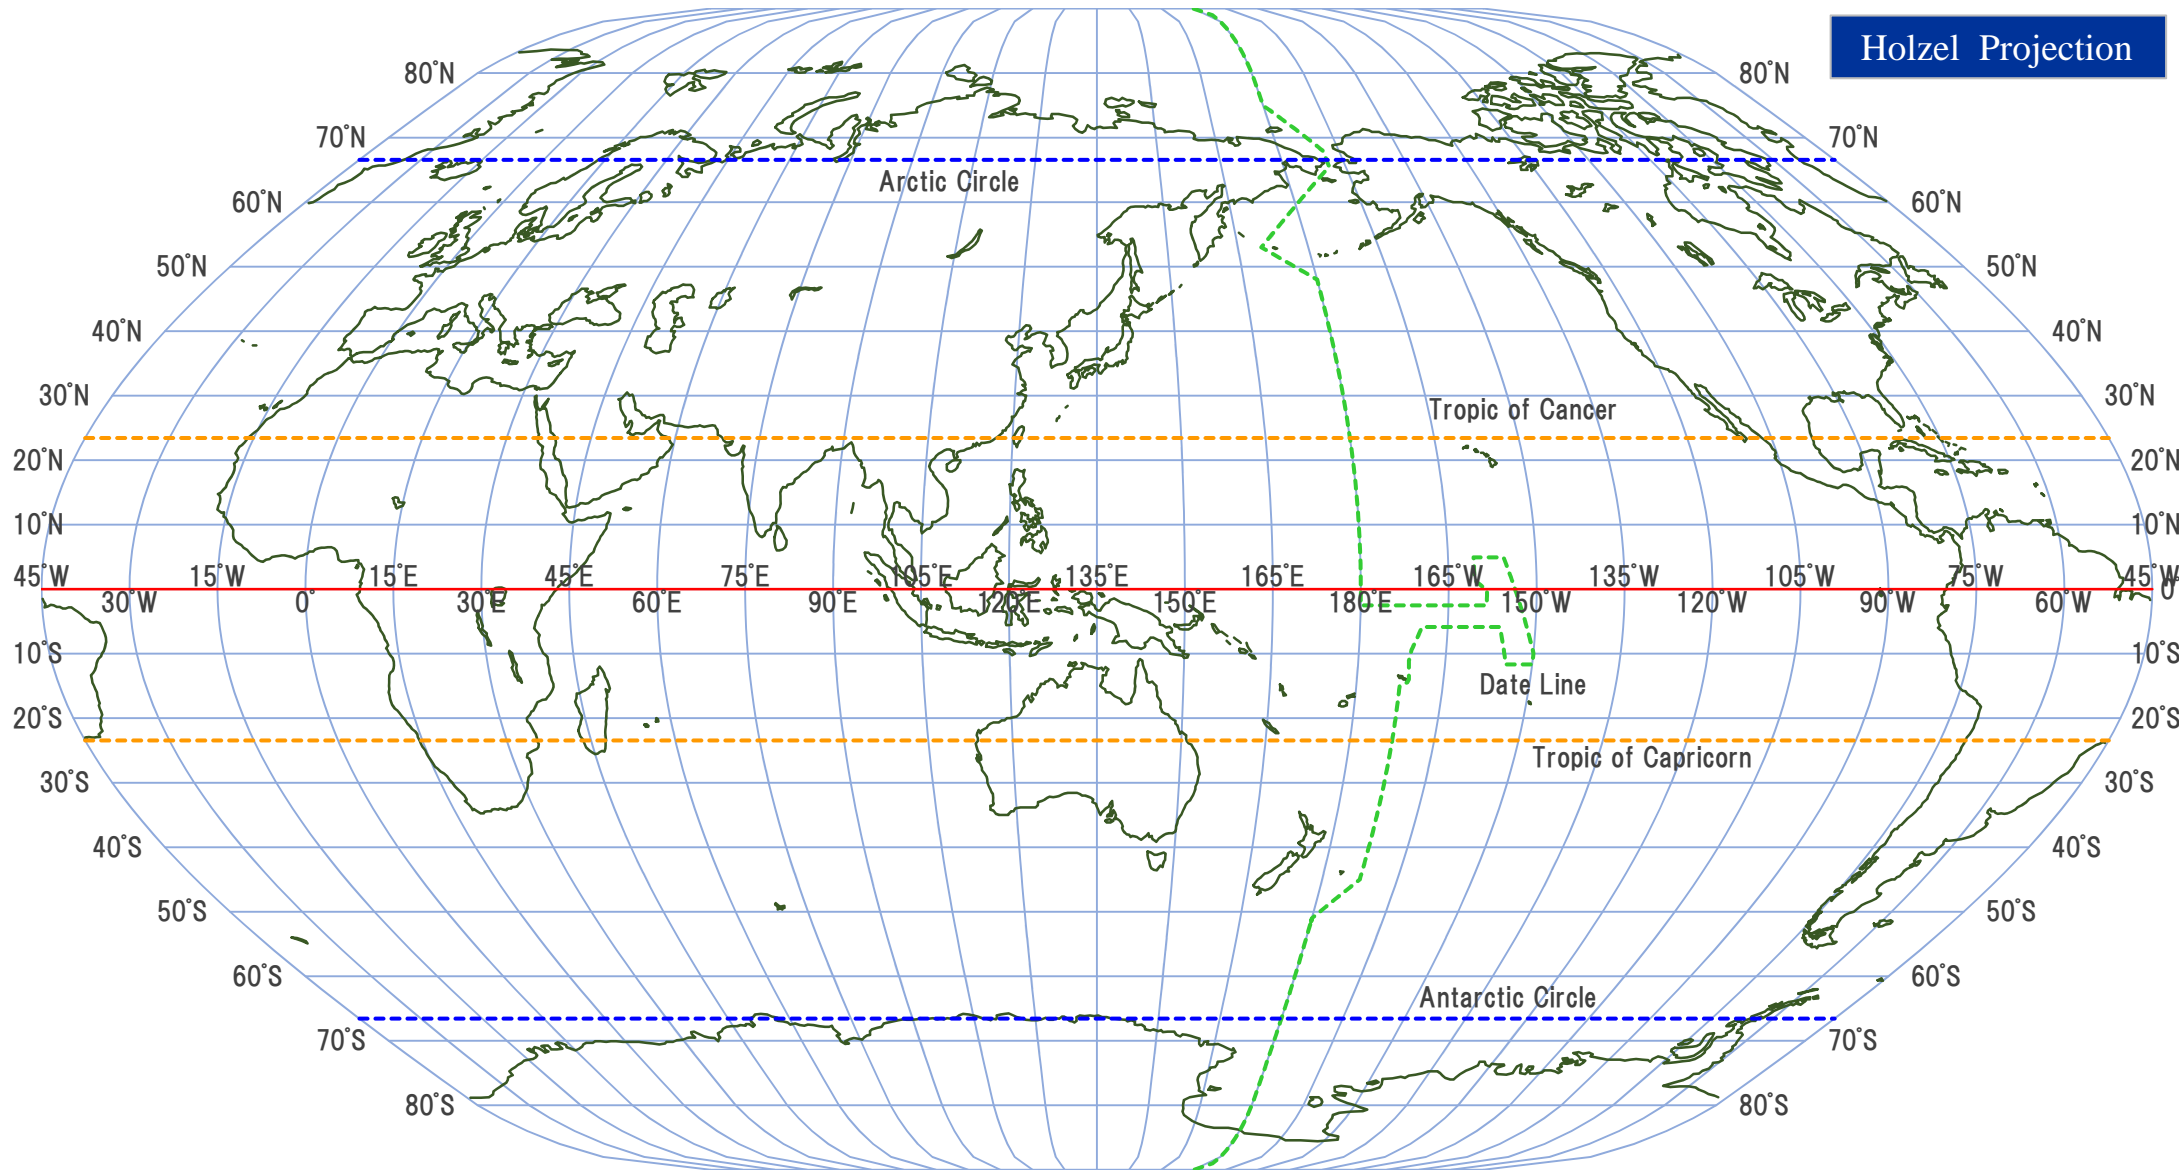 Holzel Projection
80°N
80°N
70°N
70°N
Arctic Circle
60°N
60°N
50°N
50°N
40°N
40°N
30°N
30°N
Tropic of Cancer
20°N
20°N
10°N
10°N
45°W
15°W
15°E
45°E
75°E
105°E
135°E
165°E
165°W
135°W
105°W
75°W
45°W
0°
30°W
0°
30°E
60°E
90°E
120°E
150°E
180°E
150°W
120°W
90°W
60°W
10°S
10°S
Date Line
20°S
20°S
Tropic of Capricorn
30°S
30°S
40°S
40°S
50°S
50°S
60°S
60°S
Antarctic Circle
70°S
70°S
80°S
80°S